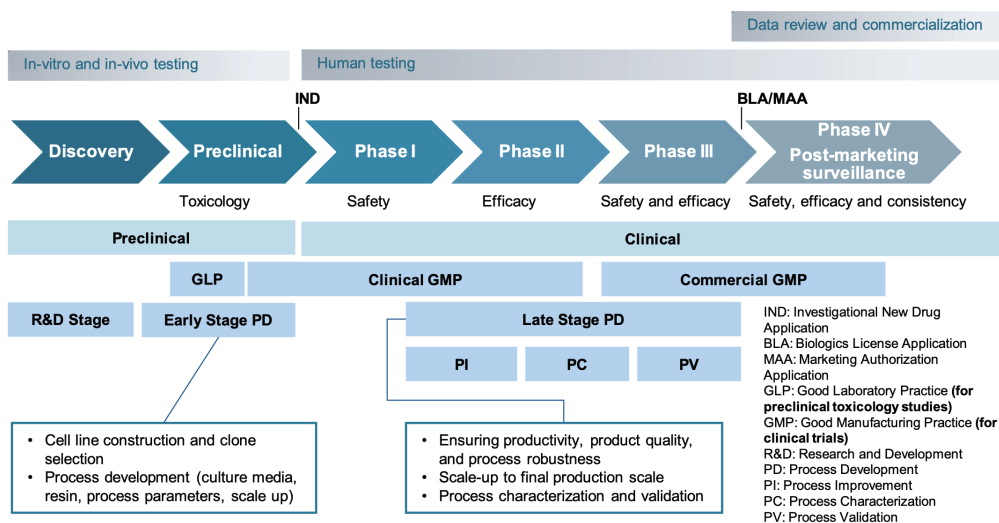 Data review and commercialization
In-vitro and in-vivo testing
Human testing
IND
BLA/MAA
Discovery
Preclinical
Phase I
Phase II
Phase III
Phase IV
Post-marketing
surveillance
Toxicology
Safety
Efficacy
Safety and efficacy
Safety, efficacy and consistency
Preclinical
Clinical
GLP
Clinical GMP
Commercial GMP
R&D Stage
Early Stage PD
Late Stage PD
PI
PC
PV
• Cell line construction and clone
selection
• Process development (culture media,
resin, process parameters, scale up)
• Ensuring productivity, product quality,
and process robustness
• Scale-up to final production scale
• Process characterization and validation
IND: Investigational New Drug
Application
BLA: Biologics License Application
MAA: Marketing Authorization
Application
GLP: Good Laboratory Practice (for
preclinical toxicology studies)
GMP: Good Manufacturing Practice (for
clinical trials)
R&D: Research and Development
PD: Process Development
PI: Process Improvement
PC: Process Characterization
PV: Process Validation